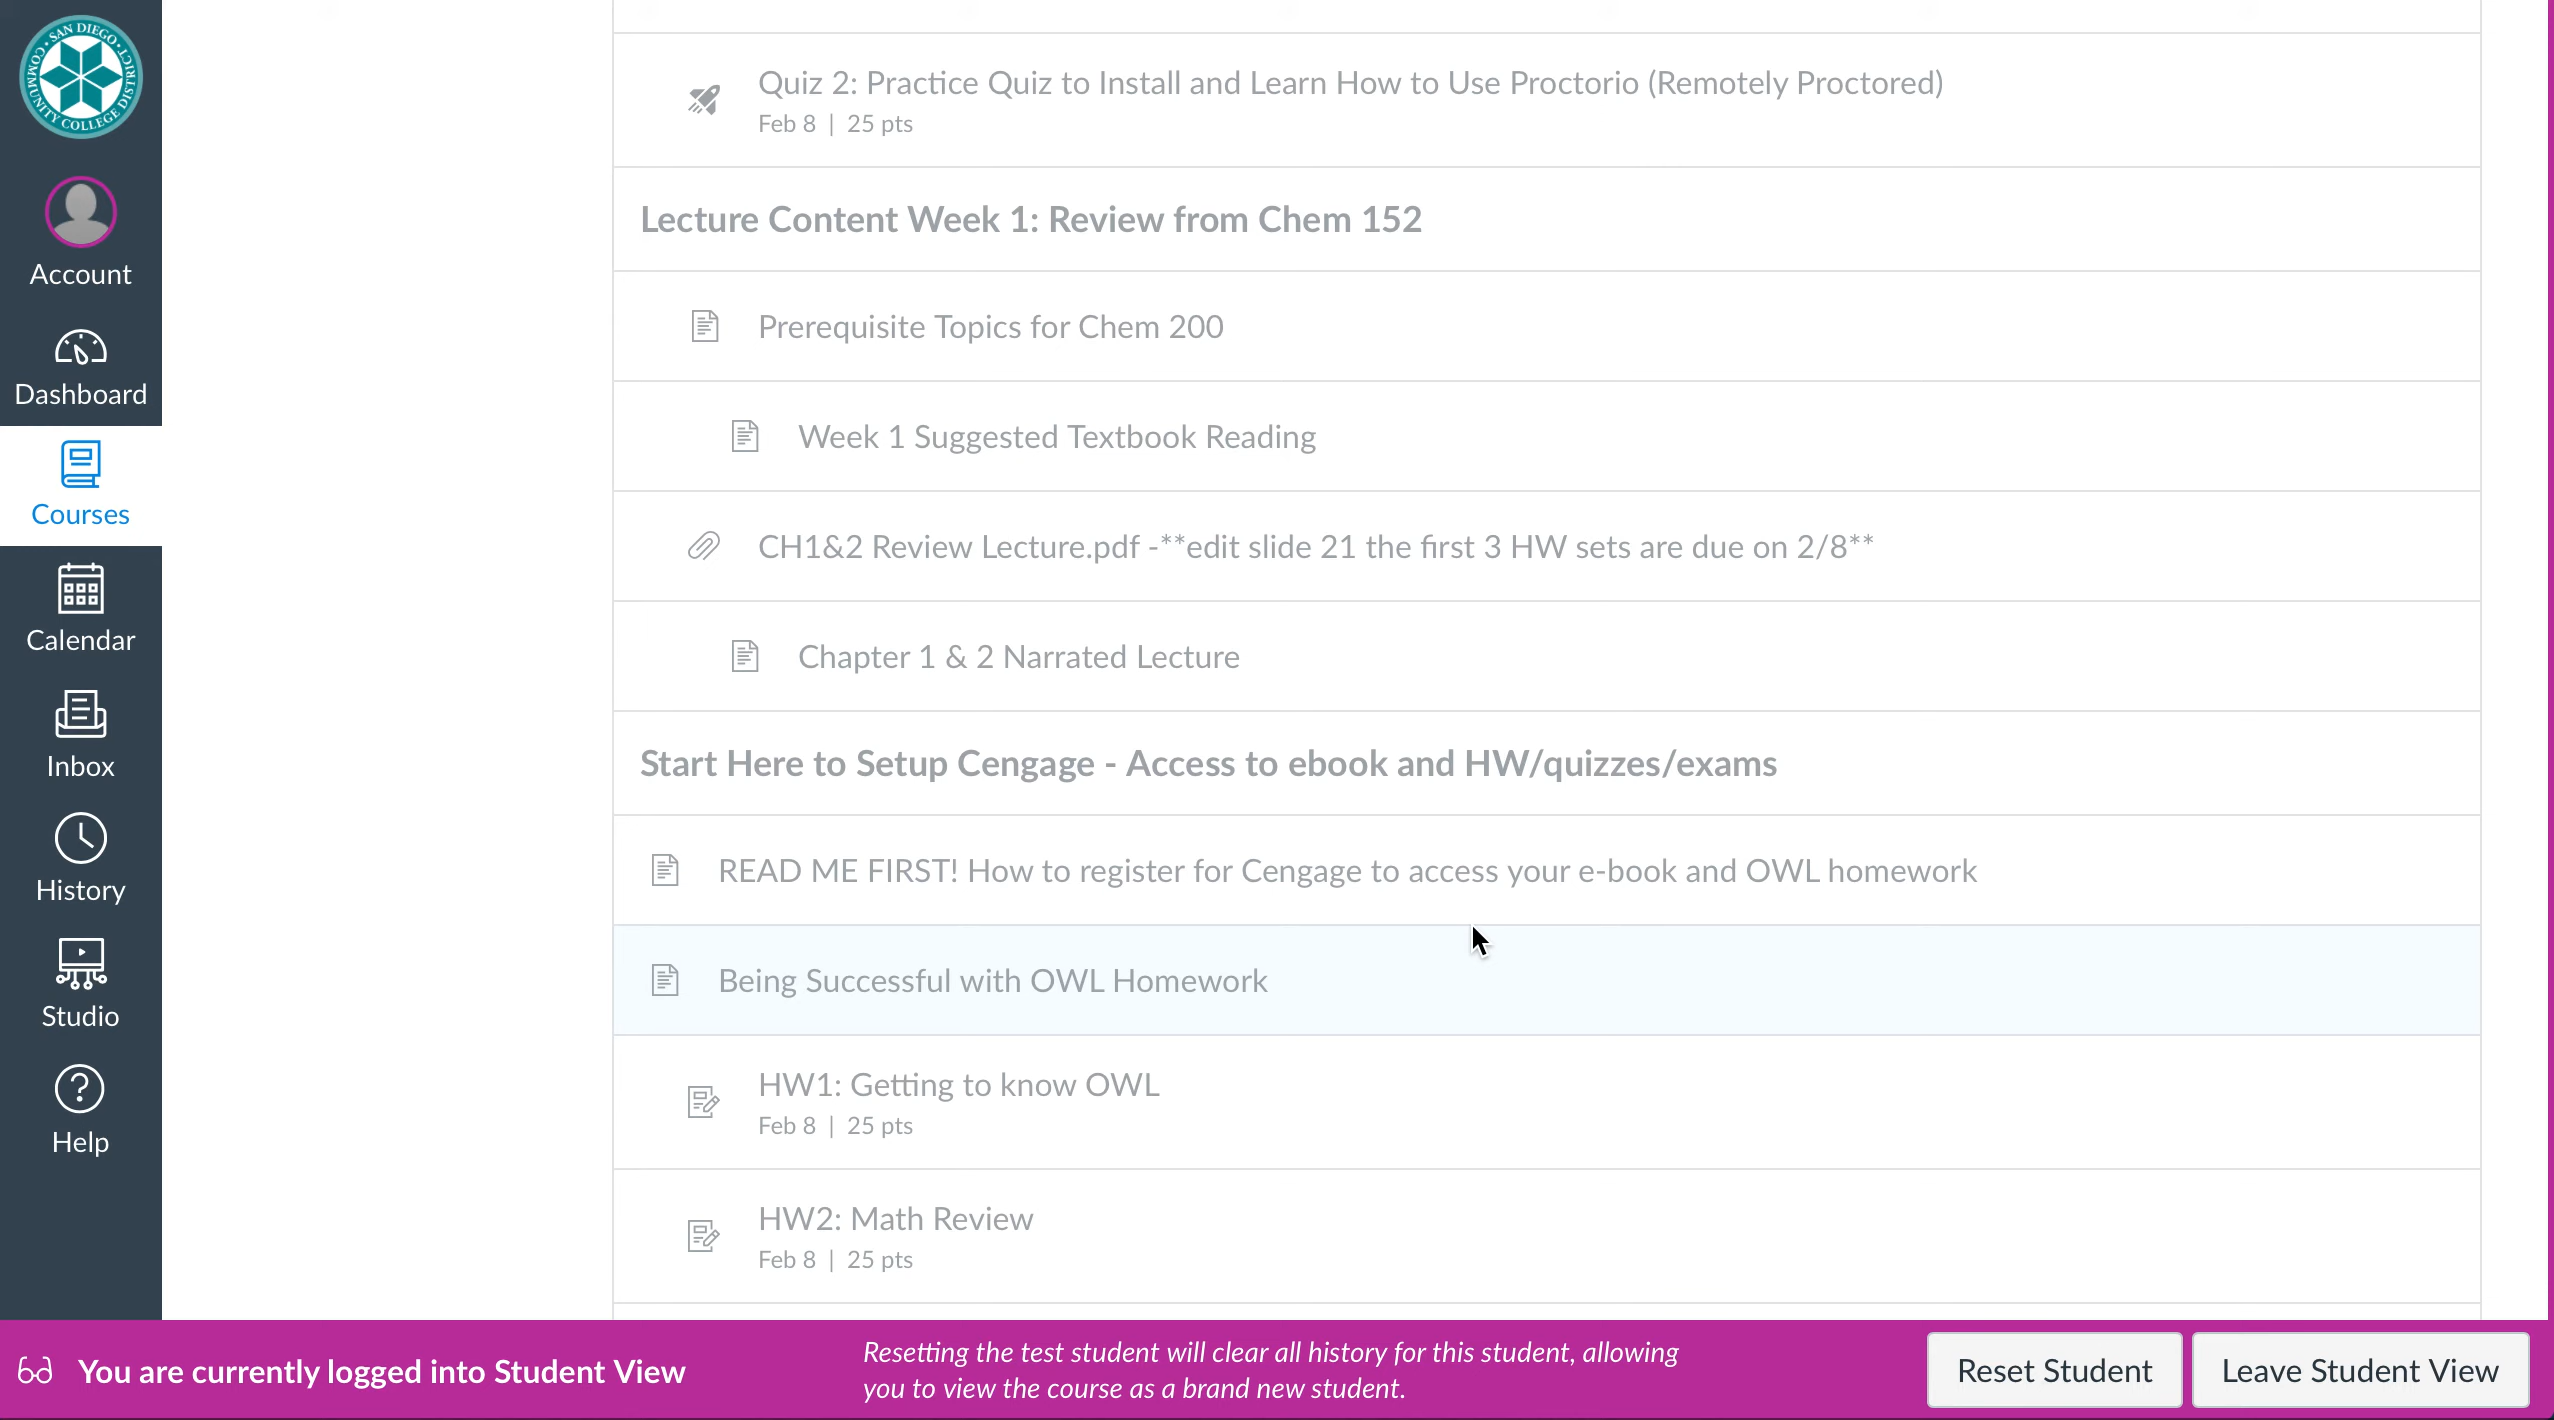 SAN DIEGO
COMMUNITY COLLEGE DISTRICT
Account
Dashboard
Courses
Calendar
Inbox
History
Studio
Help
Quiz 2: Practice Quiz to Install and Learn How to Use Proctorio (Remotely Proctored)
Feb 8 | 25 pts
Lecture Content Week 1: Review from Chem 152
Prerequisite Topics for Chem 200
Week 1 Suggested Textbook Reading
CH1&2 Review Lecture.pdf -**edit slide 21 the first 3 HW sets are due on 2/8**
Chapter 1 & 2 Narrated Lecture
Start Here to Setup Cengage - Access to ebook and HW/quizzes/exams
READ ME FIRST! How to register for Cengage to access your e-book and OWL homework
Being Successful with OWL Homework
HW1: Getting to know OWL
Feb 8 | 25 pts
HW2: Math Review
Feb 8 | 25 pts
You are currently logged into Student View
Resetting the test student will clear all history for this student, allowing
you to view the course as a brand new student.
Reset Student
Leave Student View